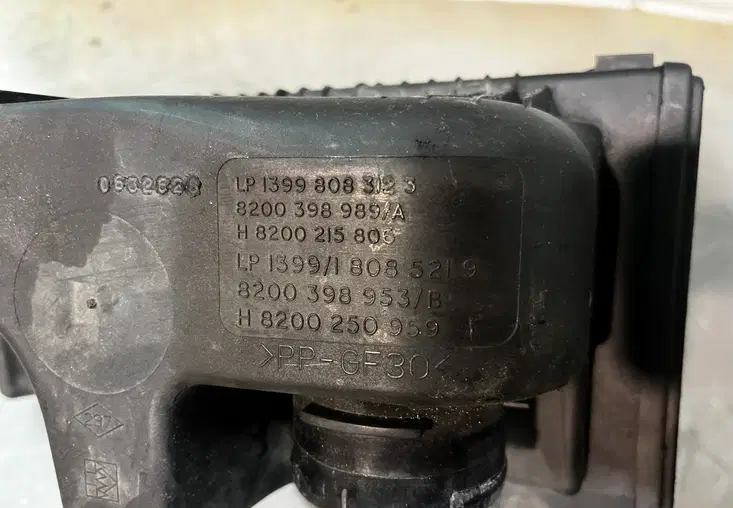 LP 1399 808 312 3
8200 398 989/A
H 8200 215 806
LP 1399/1 808 521 9
8200 398 953/B
H 8200 250 959
>PP-GF30<
297